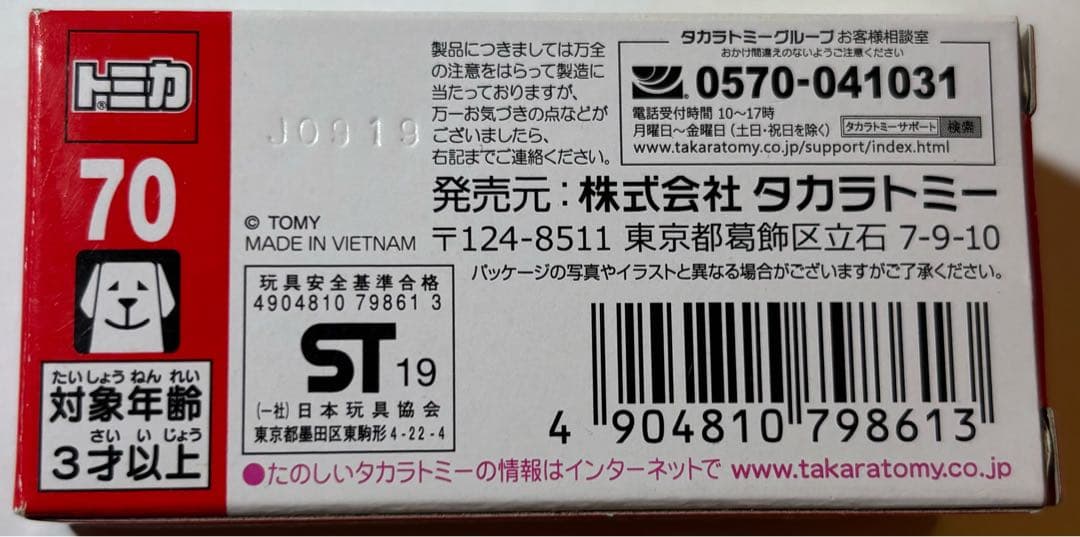 トミカ
®
70
たいしょうねんれい
対象年齢
さいいじょう
3才以上
J0919
© TOMY
MADE IN VIETNAM
製品につきましては万全
の注意をはらって製造に
当たっておりますが、
万一お気づきの点などが
ございましたら、
右記までご連絡ください。
タカラトミーグループ お客様相談室
おかけ間違えのないようご注意ください
0570-041031
電話受付時間 10〜17時
月曜日〜金曜日 (土日・祝日を除く) タカラトミーサポート 検索
www.takaratomy.co.jp/support/index.html
発売元：株式会社 タカラトミー
〒124-8511 東京都葛飾区立石 7-9-10
パッケージの写真やイラストと異なる場合がございますがご了承ください。
玩具安全基準合格
4904810 79861 3
ST 19
(一社) 日本玩具協会
東京都墨田区東駒形 4-22-4
4 904810 798613
●たのしいタカラトミーの情報はインターネットで www.takaratomy.co.jp